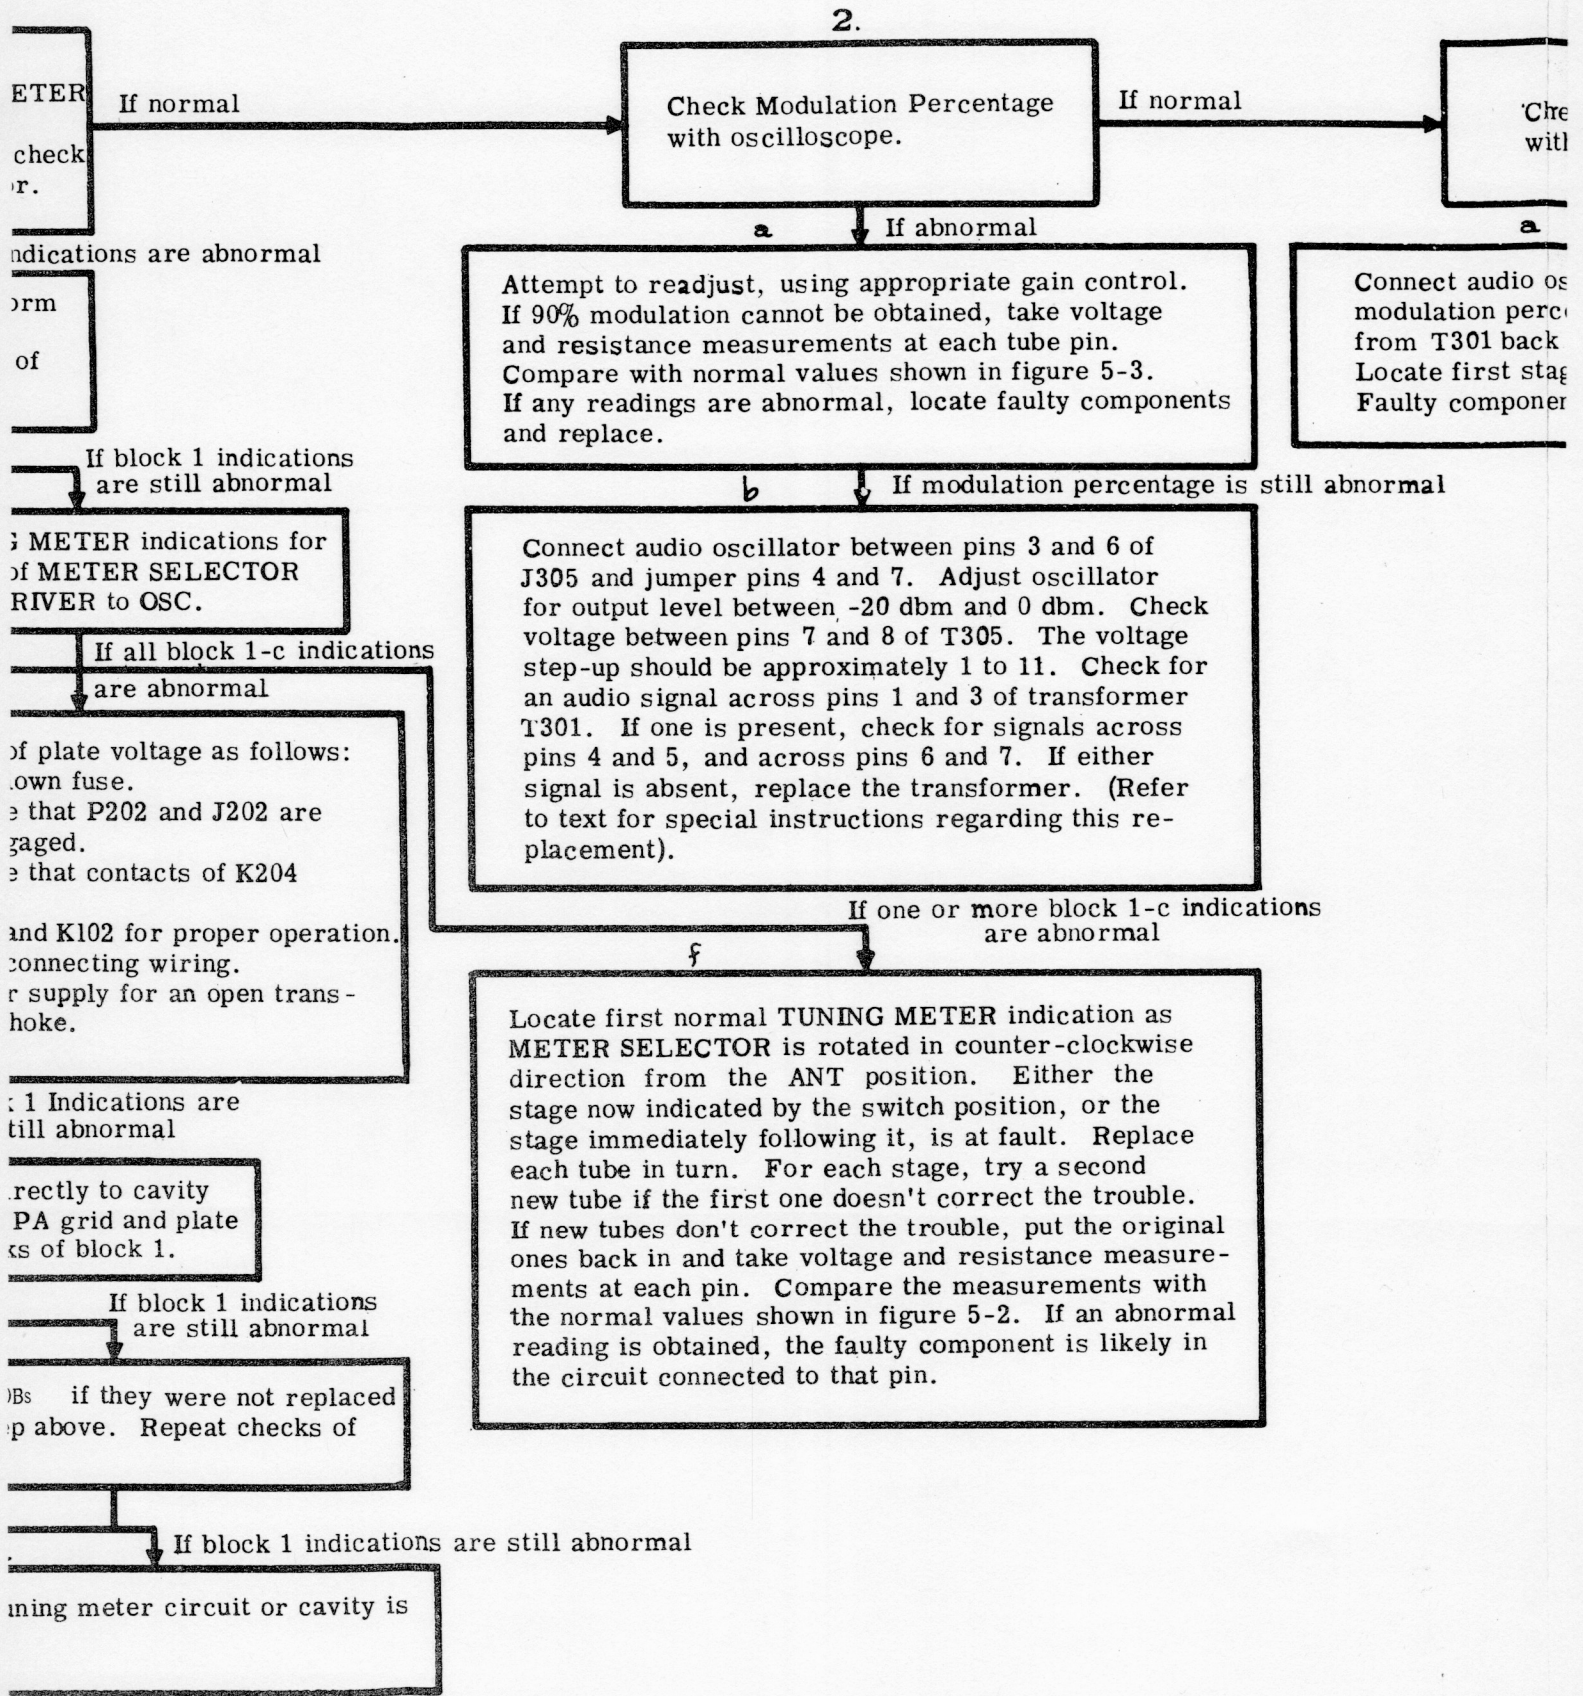 2.
ETER
check
r.
If normal
Check Modulation Percentage
with oscilloscope.
If normal
a
If abnormal
a
ndications are abnormal
orm
of
Attempt to readjust, using appropriate gain control.
If 90% modulation cannot be obtained, take voltage
and resistance measurements at each tube pin.
Compare with normal values shown in figure 5-3.
If any readings are abnormal, locate faulty components
and replace.
Connect audio os
modulation perc
from T301 back
Locate first stag
Faulty componen
If block 1 indications
are still abnormal
b
If modulation percentage is still abnormal
G METER indications for
of METER SELECTOR
RIVER to OSC.
Connect audio oscillator between pins 3 and 6 of
J305 and jumper pins 4 and 7. Adjust oscillator
for output level between -20 dbm and 0 dbm. Check
voltage between pins 7 and 8 of T305. The voltage
step-up should be approximately 1 to 11. Check for
an audio signal across pins 1 and 3 of transformer
T301. If one is present, check for signals across
pins 4 and 5, and across pins 6 and 7. If either
signal is absent, replace the transformer. (Refer
to text for special instructions regarding this re-
placement).
If all block 1-c indications
are abnormal
of plate voltage as follows:
own fuse.
e that P202 and J202 are
gaged.
e that contacts of K204
and K102 for proper operation.
connecting wiring.
r supply for an open trans-
hoke.
If one or more block 1-c indications
are abnormal
f
Locate first normal TUNING METER indication as
METER SELECTOR is rotated in counter-clockwise
direction from the ANT position. Either the
stage now indicated by the switch position, or the
stage immediately following it, is at fault. Replace
each tube in turn. For each stage, try a second
new tube if the first one doesn't correct the trouble.
If new tubes don't correct the trouble, put the original
ones back in and take voltage and resistance measure-
ments at each pin. Compare the measurements with
the normal values shown in figure 5-2. If an abnormal
reading is obtained, the faulty component is likely in
the circuit connected to that pin.
1 Indications are
till abnormal
rectly to cavity
PA grid and plate
ks of block 1.
If block 1 indications
are still abnormal
OBs if they were not replaced
p above. Repeat checks of
If block 1 indications are still abnormal
uning meter circuit or cavity is